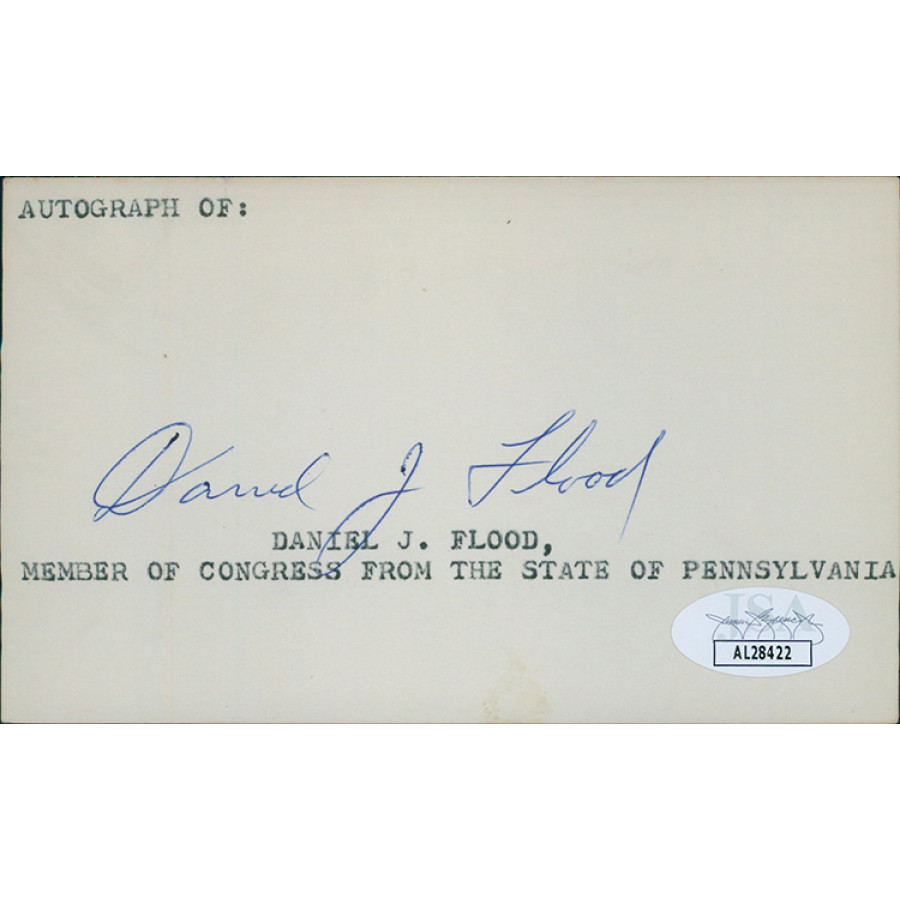 AUTOGRAPH OF:
Daniel J Flood
DANIEL J. FLOOD,
MEMBER OF CONGRESS FROM THE STATE OF PENNSYLVANIA
JSA
AL28422